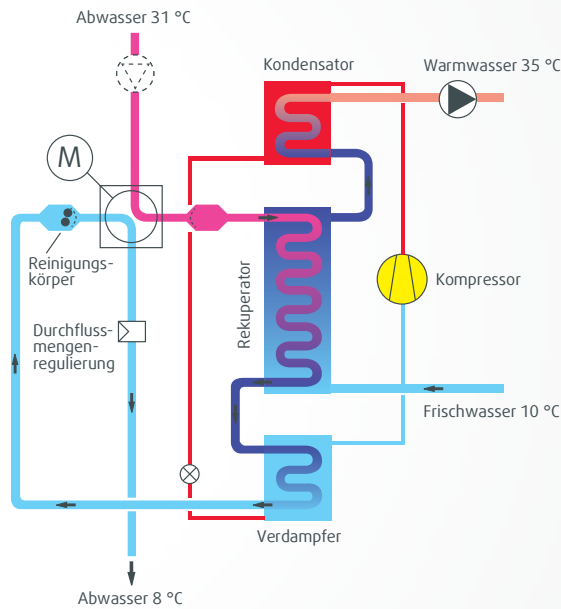 Abwasser 31 °C
Kondensator
Warmwasser 35 °C
M
Reinigungs-
körper
Rekuperator
Kompressor
Durchfluss-
mengen-
regulierung
Frischwasser 10 °C
Verdampfer
Abwasser 8 °C